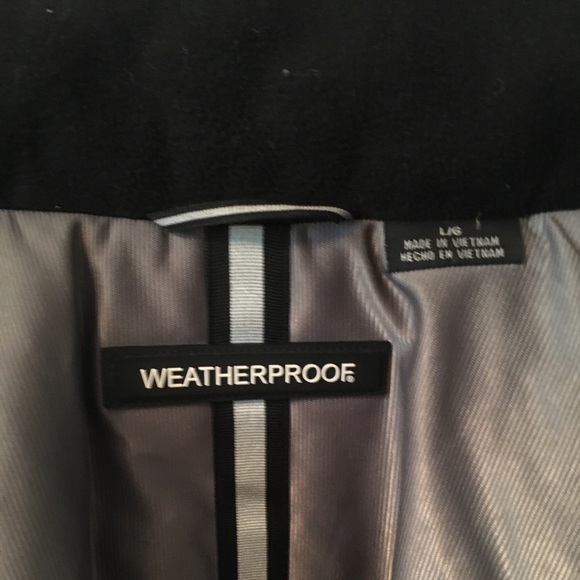 L/G
MADE IN VIETNAM
HECHO EN VIETNAM
WEATHERPROOF®